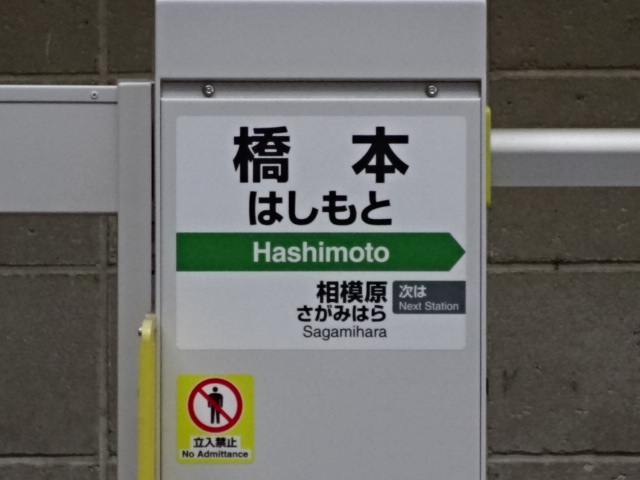 橋本
はしもと
Hashimoto
相模原 次は
さがみはら Next Station
Sagamihara
立入禁止
No Admittance